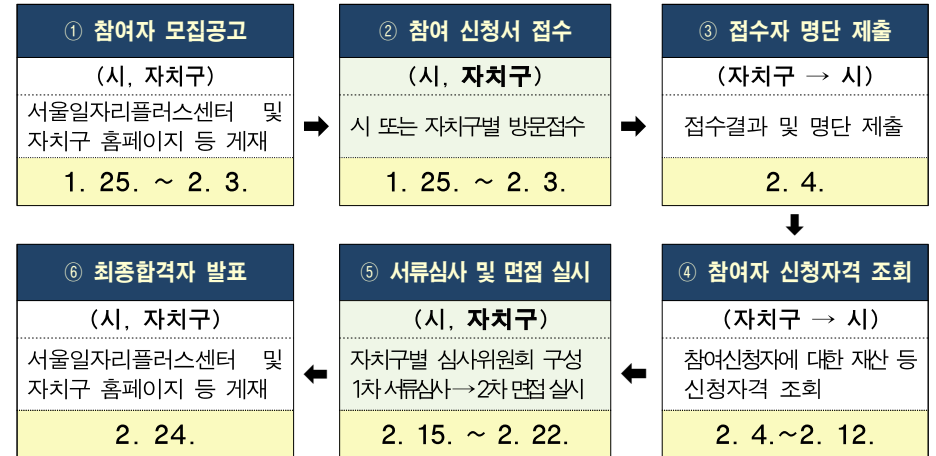 ① 참여자 모집공고
(시, 자치구)
서울일자리플러스센터 및
자치구 홈페이지 등 게재
1. 25. ~ 2. 3.
② 참여 신청서 접수
(시, 자치구)
시 또는 자치구별 방문접수
1. 25. ~ 2. 3.
③ 접수자 명단 제출
(자치구 → 시)
접수결과 및 명단 제출
2. 4.
④ 참여자 신청자격 조회
(자치구 → 시)
참여신청자에 대한 재산 등
신청자격 조회
2. 4.~2. 12.
⑤ 서류심사 및 면접 실시
(시, 자치구)
자치구별 심사위원회 구성
1차 서류심사→2차 면접 실시
2. 15. ~ 2. 22.
⑥ 최종합격자 발표
(시, 자치구)
서울일자리플러스센터 및
자치구 홈페이지 등 게재
2. 24.